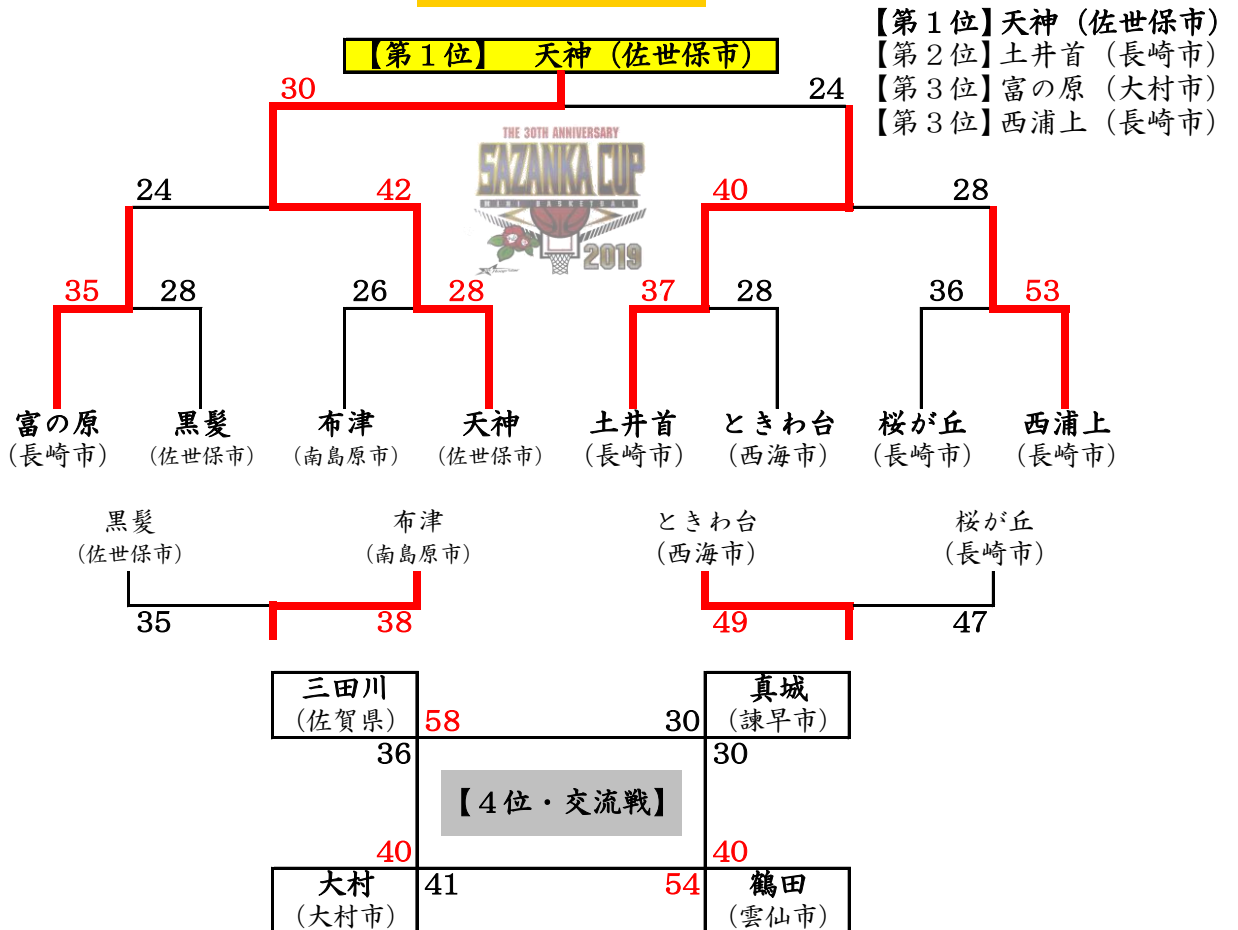 【第１位】天神（佐世保市）
【第２位】土井首（長崎市）
【第３位】富の原（大村市）
【第３位】西浦上（長崎市）
【第１位】　天神（佐世保市）
30
24
THE 30TH ANNIVERSARY
SAZANKA CUP
MINI BASKETBALL
2019
24
42
40
28
35
28
26
28
37
28
36
53
富の原
黒髪
布津
天神
土井首
ときわ台
桜が丘
西浦上
（長崎市）
（佐世保市）
（南島原市）
（佐世保市）
（長崎市）
（西海市）
（長崎市）
（長崎市）
黒髪
布津
ときわ台
桜が丘
（佐世保市）
（南島原市）
（西海市）
（長崎市）
35
38
49
47
三田川
真城
（佐賀県）
58
30
（諫早市）
36
30
【４位・交流戦】
40
40
大村
41
54
鶴田
（大村市）
（雲仙市）